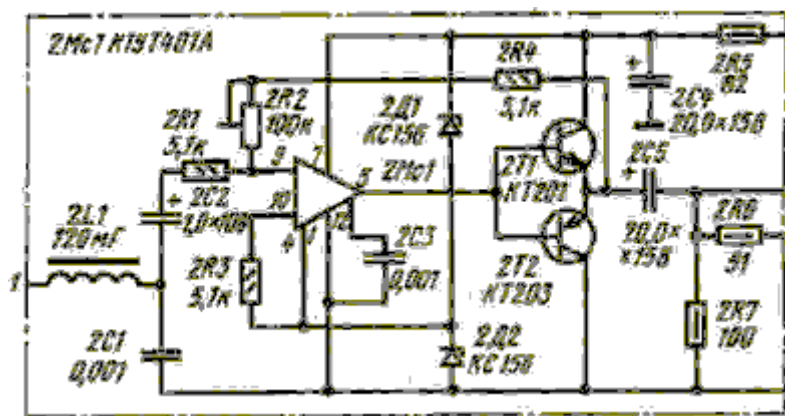 2Мс1 К1УТ401А
2R4
5,1к
2R5
82
2R2
100к
2R1
5,1к
2Д1
КС156
2С4
20,0×15В
9
7
5
2Мс1
2С5
2Т1
КТ201
10
2С2
2L1
120мГ
4
1
12
2С3
0,001
20,0×
×15В
2R6
51
1
2R3
5,1к
2Т2
КТ203
2R7
100
2С1
0,001
2Д2
КС156